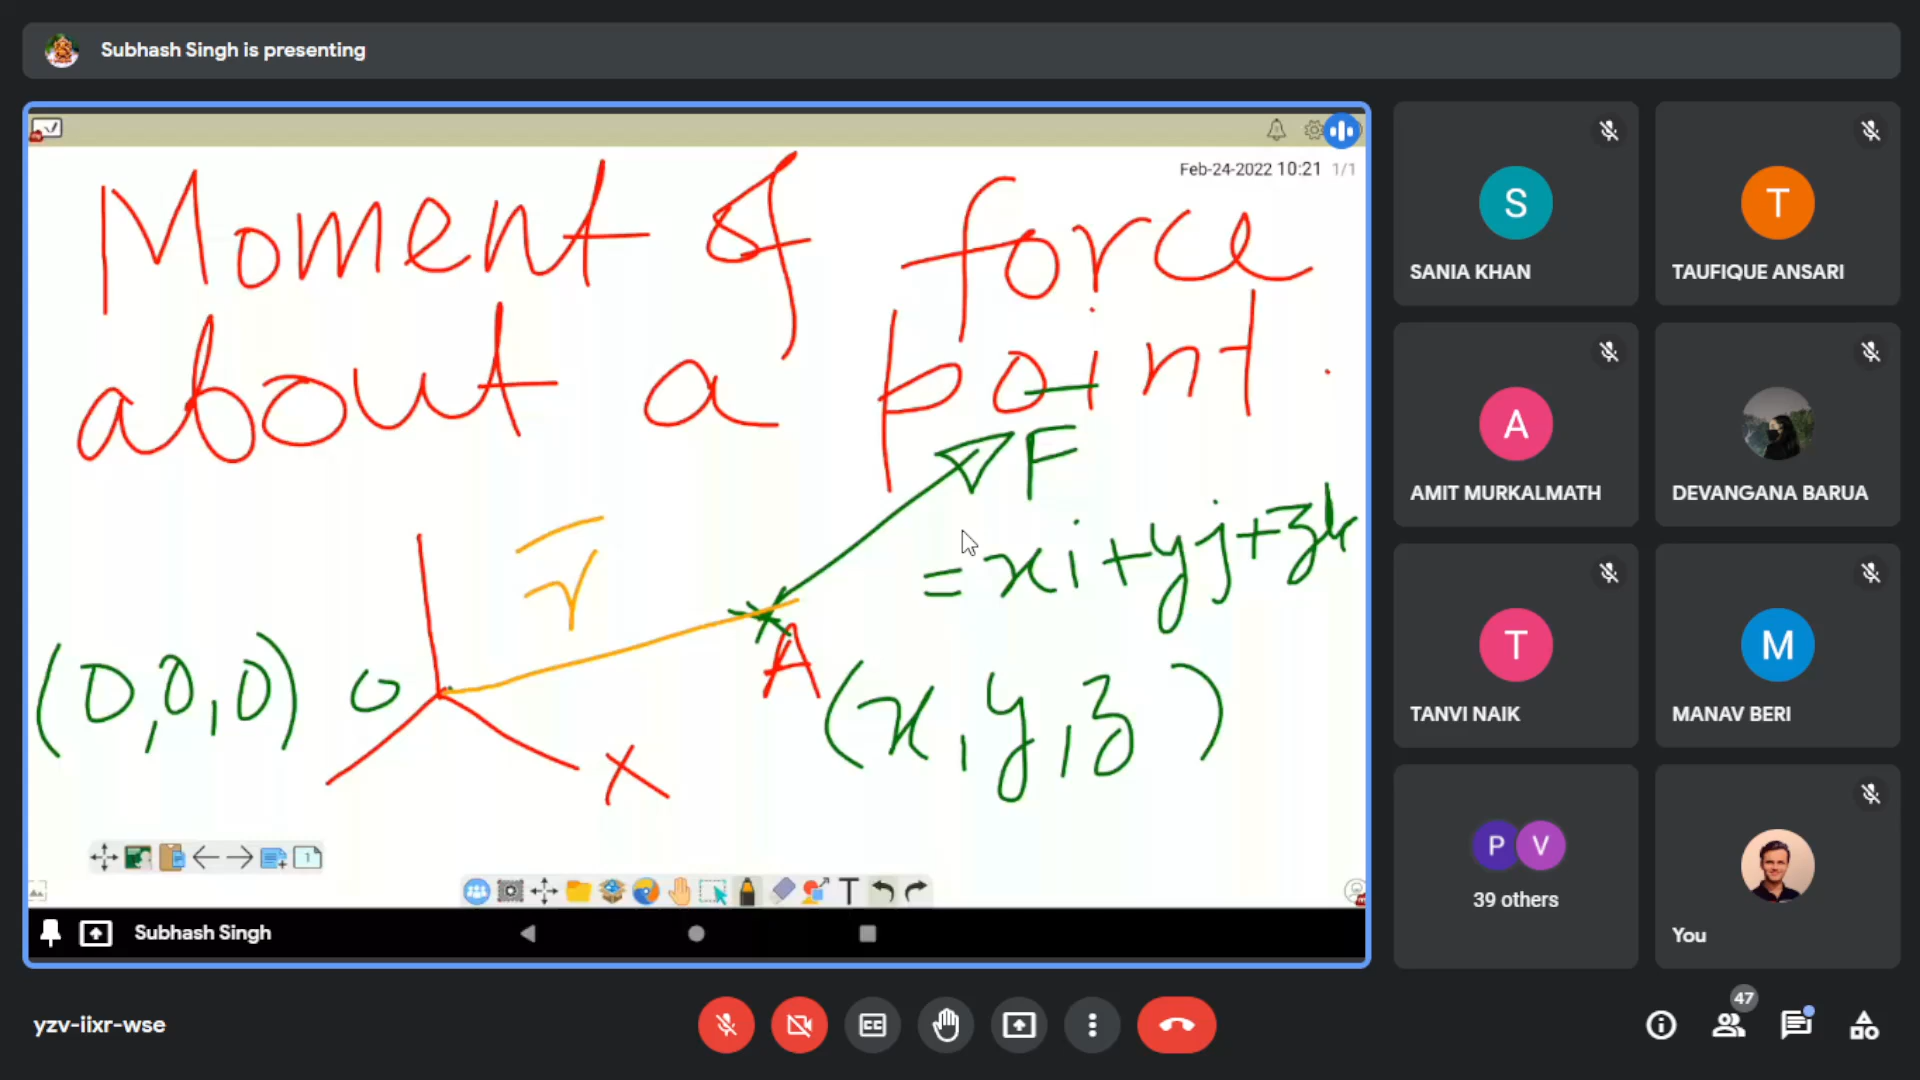 Subhash Singh is presenting
Feb-24-2022 10:21 1/1
Moment of force
about a point.
F
r
= xi+yj+zk
A
(0,0,0) O
(x,y,z)
x
1
Subhash Singh
S
SANIA KHAN
T
TAUFIQUE ANSARI
A
AMIT MURKALMATH
DEVANGANA BARUA
T
TANVI NAIK
M
MANAV BERI
P V
39 others
You
yzv-iixr-wse
CC
47
T